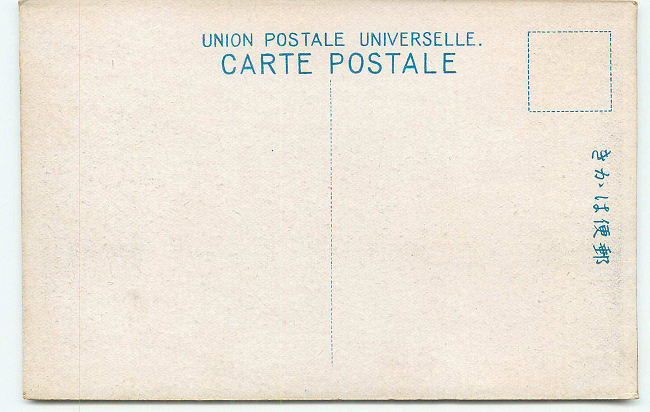 UNION POSTALE UNIVERSELLE.
CARTE POSTALE
郵便はかき